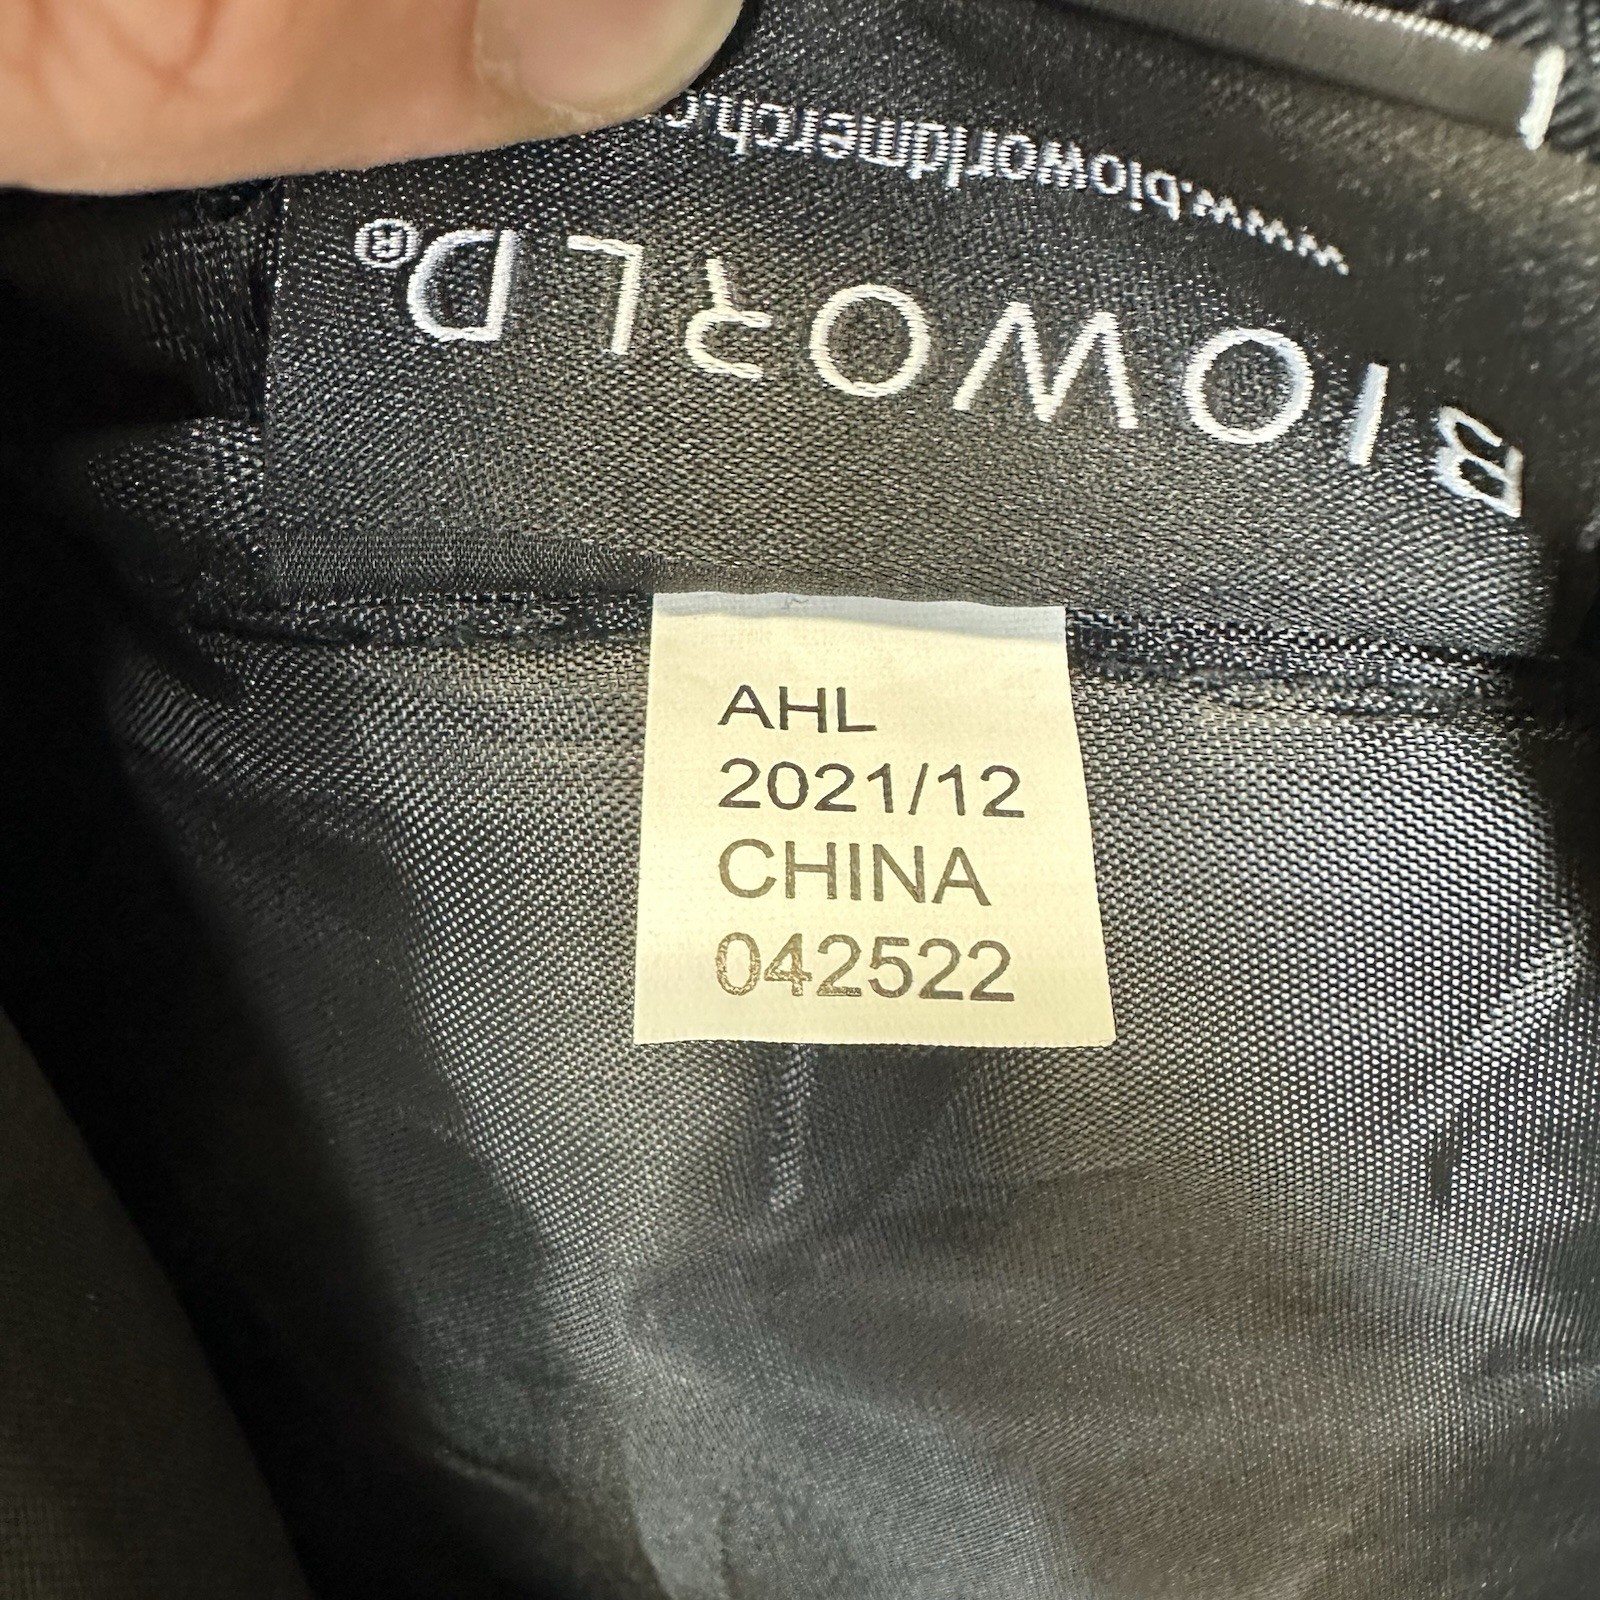 www.bioworldmerch.c
BIOWORLD®
AHL
2021/12
CHINA
042522